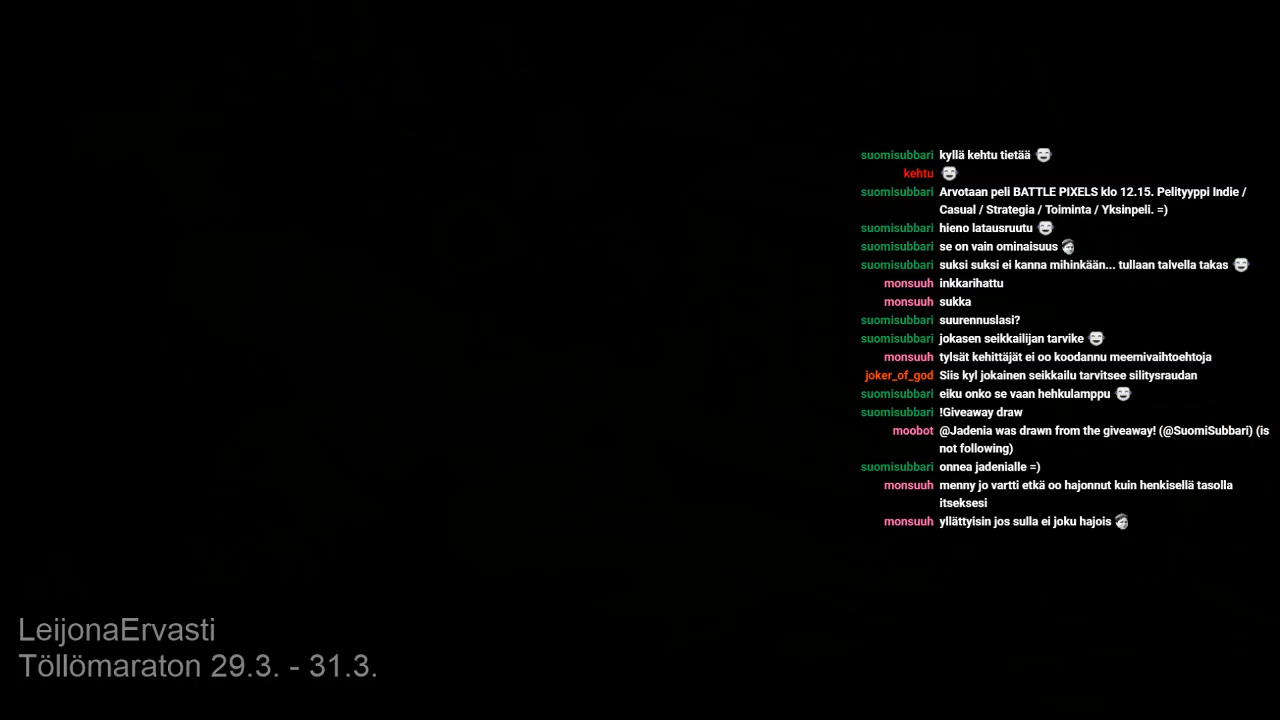 suomisubbari kyllä kehtu tietää
kehtu
suomisubbari Arvotaan peli BATTLE PIXELS klo 12.15. Pelityyppi Indie /
Casual / Strategia / Toiminta / Yksinpeli. =)
suomisubbari hieno latausruutu
suomisubbari se on vain ominaisuus
suomisubbari suksi suksi ei kanna mihinkään... tullaan talvella takas
monsuuh inkkarihattu
monsuuh sukka
suomisubbari suurennuslasi?
suomisubbari jokasen seikkailijan tarvike
monsuuh tylsät kehittäjät ei oo koodannu meemivaihtoehtoja
joker_of_god Siis kyl jokainen seikkailu tarvitsee silitysraudan
suomisubbari eiku onko se vaan hehkulamppu
suomisubbari !Giveaway draw
moobot @Jadenia was drawn from the giveaway! (@SuomiSubbari) (is
not following)
suomisubbari onnea jadenialle =)
monsuuh menny jo vartti etkä oo hajonnut kuin henkisellä tasolla
itseksesi
monsuuh yllättyisin jos sulla ei joku hajois
LeijonaErvasti
Töllömaraton 29.3. - 31.3.